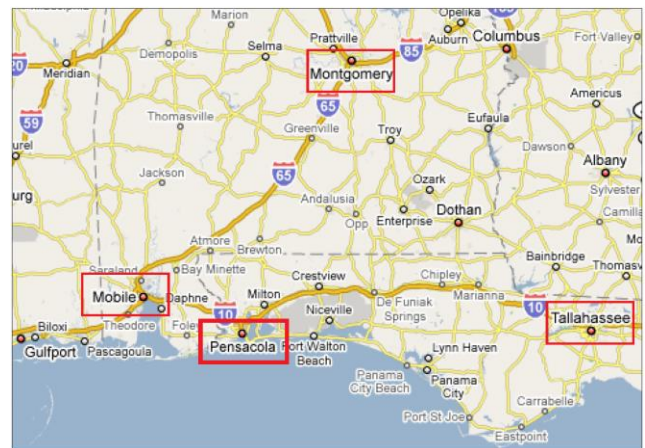 Marion
Opelika
Prattville
Auburn
Columbus
Fort Valley
Demopolis
Selma
85
20
Meridian
Montgomery
65
Americus
59
Thomasville
Greenville
Troy
Eufaula
Dawson
Albany
Jackson
65
Ozark
Sylvester
Andalusia
Opp
Enterprise
Dothan
Camilla
Atmore
Brewton
Bainbridge
Saraland
Bay Minette
Crestview
Chipley
Thomasv
Mobile
Daphne
Milton
De Funiak
Springs
Marianna
10
Niceville
10
Tallahassee
Biloxi
Theodore
Foley
Pensacola
Fort Walton
Beach
Gulfport
Pascagoula
Lynn Haven
Panama
City Beach
Panama
City
Carrabelle
Port St Joe
Eastpoint